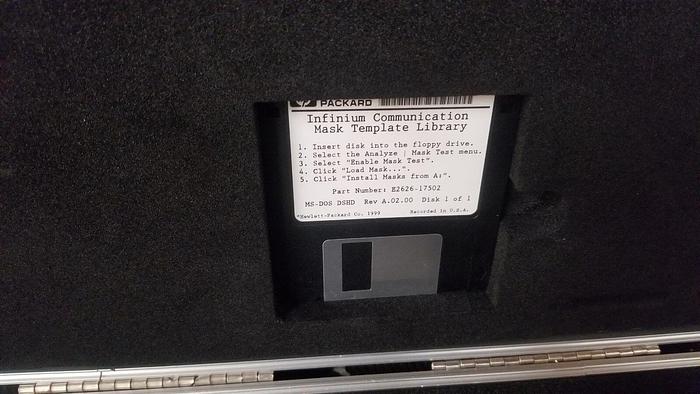 PACKARD
Infinium Communication
Mask Template Library
1. Insert disk into the floppy drive.
2. Select the Analyze | Mask Test menu.
3. Select "Enable Mask Test".
4. Click "Load Mask...".
5. Click "Install Masks from A:".
Part Number: E2626-17502
MS-DOS DSHD Rev A.02.00 Disk 1 of 1
©Hewlett-Packard Co. 1999 Recorded in U.S.A.